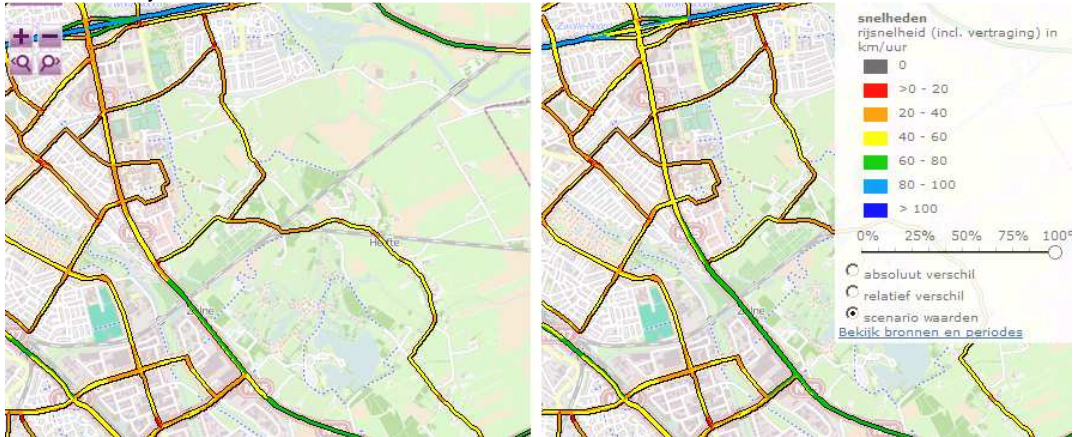 snelheden
rijsnelheid (incl. vertraging) in
km/uur
0
>0 - 20
20 - 40
40 - 60
60 - 80
80 - 100
> 100
0% 25% 50% 75% 100%
absoluut verschil
relatief verschil
scenario waarden
Bekijk bronnen en periodes